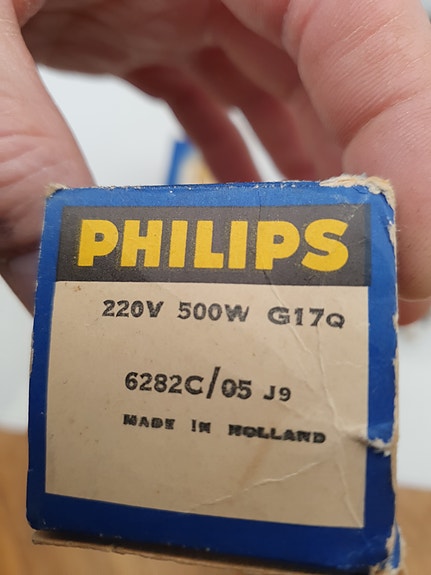 PHILIPS
220V 500W G17Q
6282C/05 J9
MADE IN HOLLAND